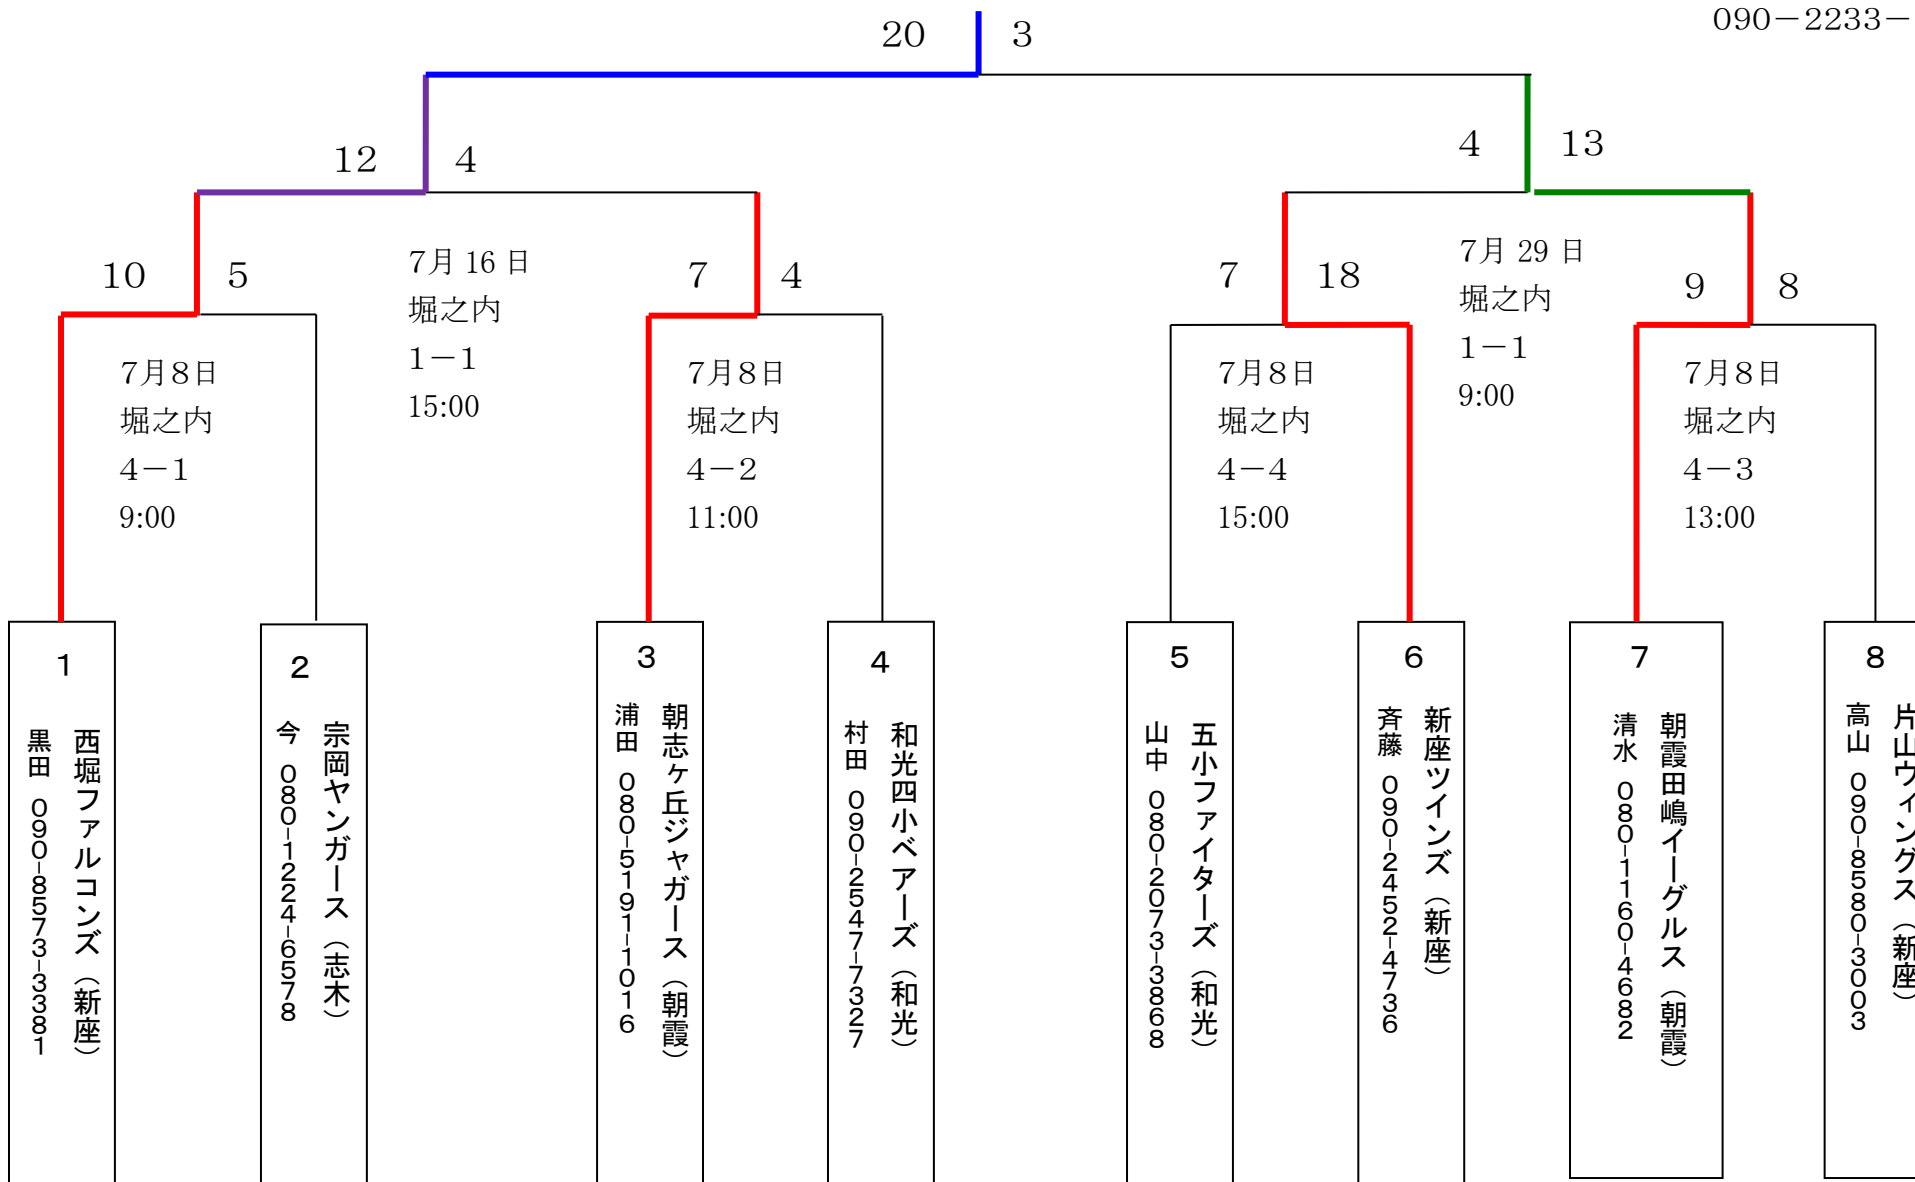 090－2233－
20
3
12
4
4
13
10
5
7月 16 日
堀之内
1－1
15:00
7
4
7
18
7月 29 日
堀之内
1－1
9:00
9
8
7月8日
堀之内
4－1
9:00
7月8日
堀之内
4－2
11:00
7月8日
堀之内
4－4
15:00
7月8日
堀之内
4－3
13:00
1
西堀ファルコンズ（新座）
黒田 090-8573-3381
2
宗岡ヤンガース（志木）
今 080-1224-6578
3
朝志ヶ丘ジャガース（朝霞）
浦田 080-5191-1016
4
和光四小ベアーズ（和光）
村田 090-2547-7327
5
五小ファイターズ（和光）
山中 080-2073-3868
6
新座ツインズ（新座）
斉藤 090-2452-4736
7
朝霞田嶋イーグルス（朝霞）
清水 080-1160-4682
8
片山ウィングス（新座）
高山 090-8580-3003